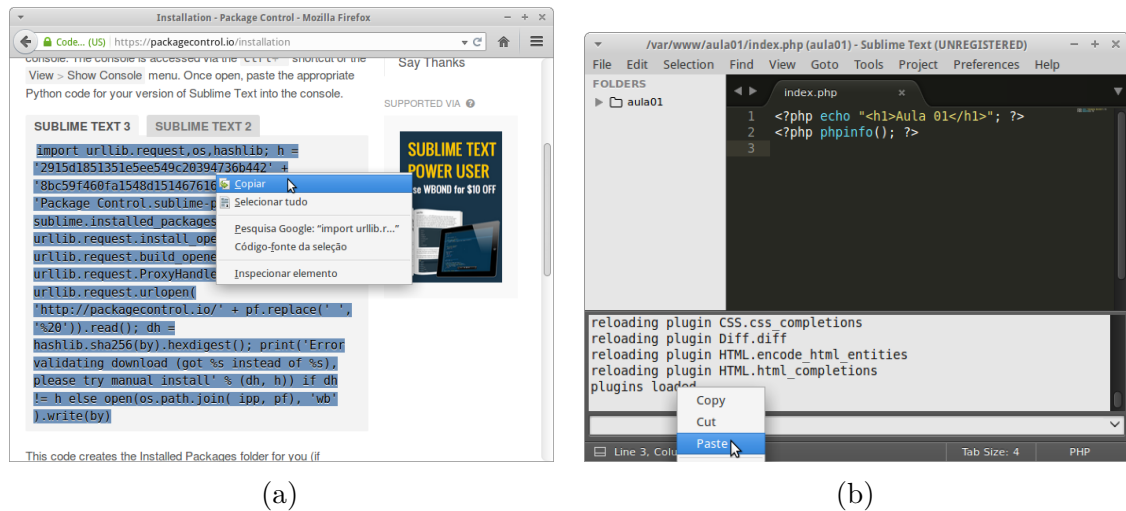 Installation - Package Control - Mozilla Firefox
Code... (US) https://packagecontrol.io/installation
console. The console is accessed via the ctrl+` shortcut or the
View > Show Console menu. Once open, paste the appropriate
Python code for your version of Sublime Text into the console.
SUBLIME TEXT 3 SUBLIME TEXT 2
import urllib.request,os,hashlib; h =
'2915d1851351e5ee549c20394736b442' +
'8bc59f460fa1548d151467616
'Package Control.sublime-p
sublime.installed_packages
urllib.request.install_ope
urllib.request.build_opene
urllib.request.ProxyHandle
urllib.request.urlopen(
'http://packagecontrol.io/' + pf.replace(' ',
'%20')).read(); dh =
hashlib.sha256(by).hexdigest(); print('Error
validating download (got %s instead of %s),
please try manual install' % (dh, h)) if dh
!= h else open(os.path.join( ipp, pf), 'wb'
).write(by)
This code creates the Installed Packages folder for you (if
Copiar
Selecionar tudo
Pesquisa Google: “import urllib.r...”
Código-fonte da seleção
Inspecionar elemento
Say Thanks
SUPPORTED VIA
SUBLIME TEXT
POWER USER
se WBOND for $10 OFF
(a)
/var/www/aula01/index.php (aula01) - Sublime Text (UNREGISTERED)
File Edit Selection Find View Goto Tools Project Preferences Help
FOLDERS
aula01
index.php
1 <?php echo "<h1>Aula 01</h1>"; ?>
2 <?php phpinfo(); ?>
3
reloading plugin CSS.css_completions
reloading plugin Diff.diff
reloading plugin HTML.encode_html_entities
reloading plugin HTML.html_completions
plugins loaded
Copy
Cut
Paste
Line 3, Colu Tab Size: 4 PHP
(b)